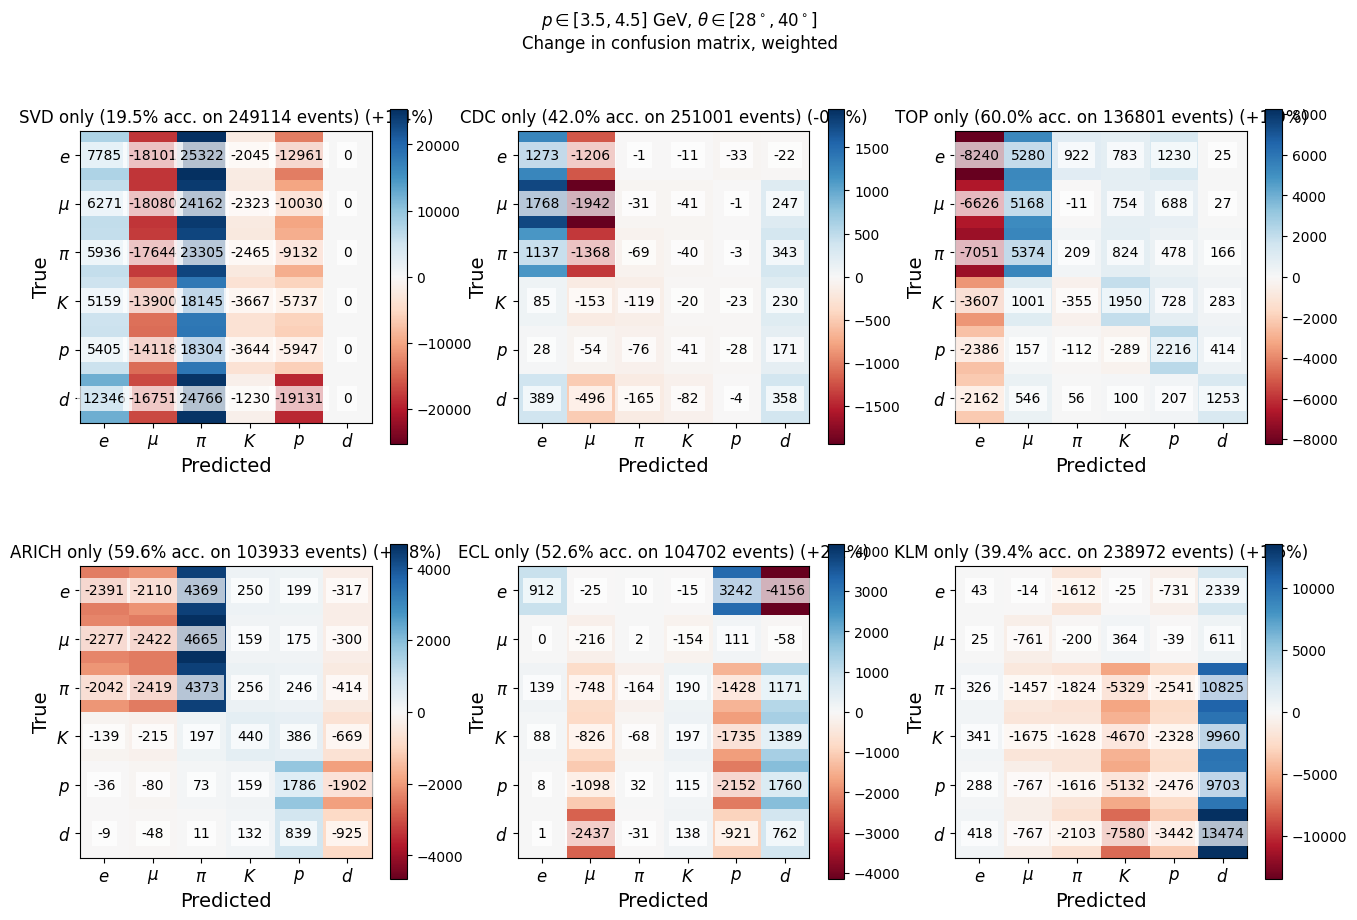 p ∈ [3.5, 4.5] GeV, θ ∈ [28°, 40°]
Change in confusion matrix, weighted
SVD only (19.5% acc. on 249114 events)
e 7785 -18101 25322 -2045 -12961 0
μ 6271 -18080 24162 -2323 -10030 0
π 5936 -17644 23305 -2465 -9132 0
K 5159 -13900 18145 -3667 -5737 0
p 5405 -14118 18304 -3644 -5947 0
d 12346 -16751 24766 -1230 -19131 0
e μ π K p d
True
Predicted
20000
10000
0
−10000
−20000
CDC only (42.0% acc. on 251001 events)
e 1273 -1206 -1 -11 -33 -22
μ 1768 -1942 -31 -41 -1 247
π 1137 -1368 -69 -40 -3 343
K 85 -153 -119 -20 -23 230
p 28 -54 -76 -41 -28 171
d 389 -496 -165 -82 -4 358
e μ π K p d
True
Predicted
1500
1000
500
0
−500
−1000
−1500
TOP only (60.0% acc. on 136801 events)
e -8240 5280 922 783 1230 25
μ -6626 5168 -11 754 688 27
π -7051 5374 209 824 478 166
K -3607 1001 -355 1950 728 283
p -2386 157 -112 -289 2216 414
d -2162 546 56 100 207 1253
e μ π K p d
True
Predicted
8000
6000
4000
2000
0
−2000
−4000
−6000
−8000
ARICH only (59.6% acc. on 103933 events)
e -2391 -2110 4369 250 199 -317
μ -2277 -2422 4665 159 175 -300
π -2042 -2419 4373 256 246 -414
K -139 -215 197 440 386 -669
p -36 -80 73 159 1786 -1902
d -9 -48 11 132 839 -925
e μ π K p d
True
Predicted
4000
2000
0
−2000
−4000
ECL only (52.6% acc. on 104702 events)
e 912 -25 10 -15 3242 -4156
μ 0 -216 2 -154 111 -58
π 139 -748 -164 190 -1428 1171
K 88 -826 -68 197 -1735 1389
p 8 -1098 32 115 -2152 1760
d 1 -2437 -31 138 -921 762
e μ π K p d
True
Predicted
4000
3000
2000
1000
0
−1000
−2000
−3000
−4000
KLM only (39.4% acc. on 238972 events)
e 43 -14 -1612 -25 -731 2339
μ 25 -761 -200 364 -39 611
π 326 -1457 -1824 -5329 -2541 10825
K 341 -1675 -1628 -4670 -2328 9960
p 288 -767 -1616 -5132 -2476 9703
d 418 -767 -2103 -7580 -3442 13474
e μ π K p d
True
Predicted
10000
5000
0
−5000
−10000